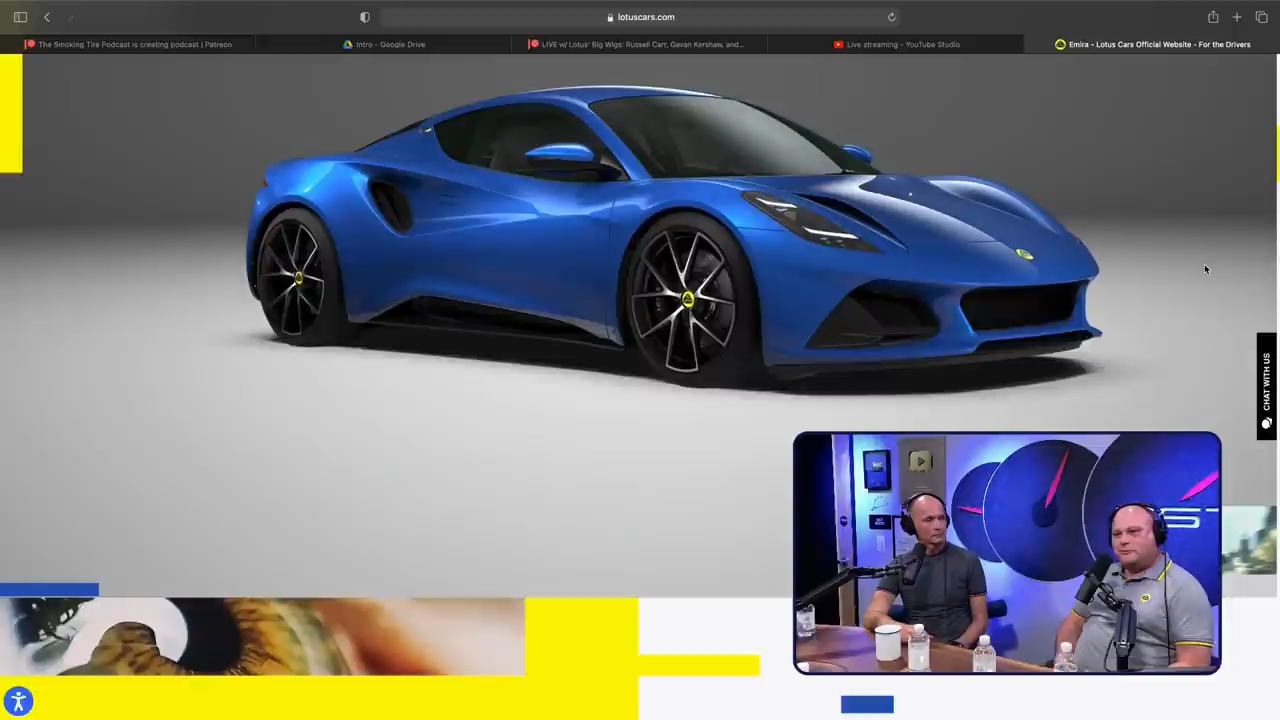 lotuscars.com
The Smoking Tire Podcast is creating podcast | Patreon
Intro - Google Drive
LIVE w/ Lotus' Big Wigs: Russell Carr, Gavan Kershaw, and...
Live streaming - YouTube Studio
Emira - Lotus Cars Official Website - For the Drivers
CHAT WITH US
ST